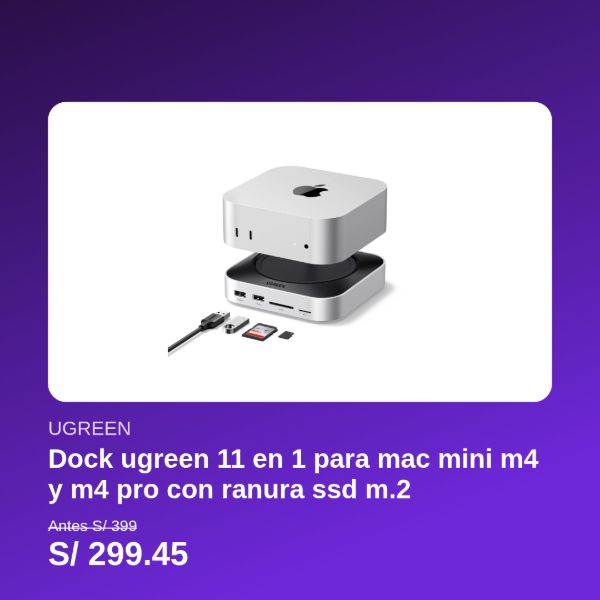 UGREEN
UGREEN
Dock ugreen 11 en 1 para mac mini m4
y m4 pro con ranura ssd m.2
Antes S/ 399
S/ 299.45